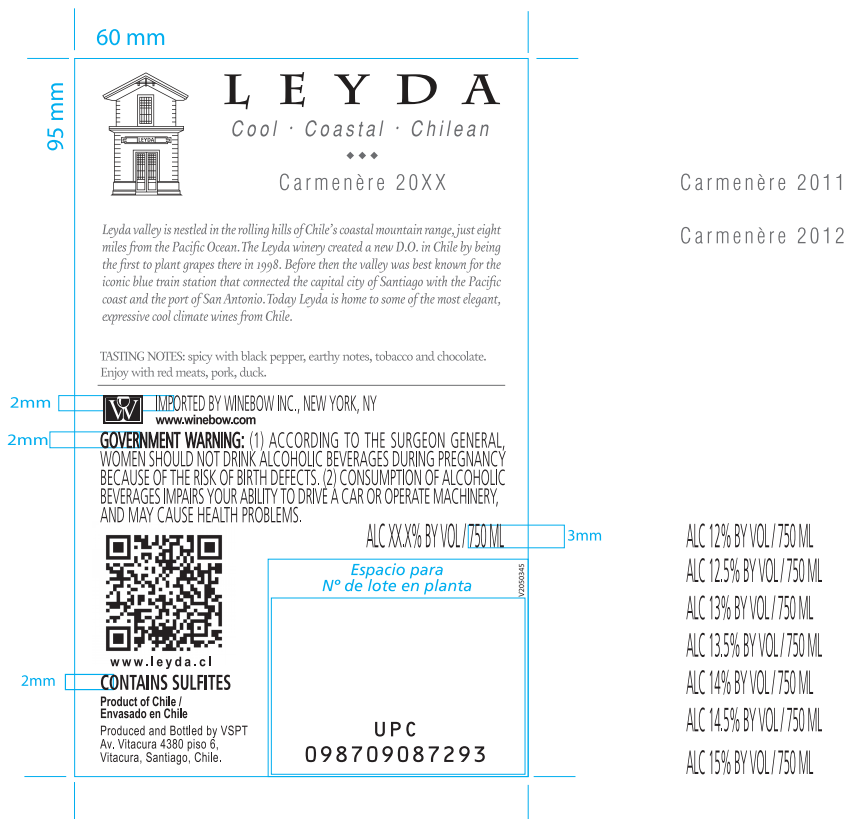 60 mm
95 mm
LEYDA
LEYDA
Cool · Coastal · Chilean
Carmenère 20XX
Leyda valley is nestled in the rolling hills of Chile's coastal mountain range, just eight
miles from the Pacific Ocean. The Leyda winery created a new D.O. in Chile by being
the first to plant grapes there in 1998. Before then the valley was best known for the
iconic blue train station that connected the capital city of Santiago with the Pacific
coast and the port of San Antonio. Today Leyda is home to some of the most elegant,
expressive cool climate wines from Chile.
TASTING NOTES: spicy with black pepper, earthy notes, tobacco and chocolate.
Enjoy with red meats, pork, duck.
2mm
W
IMPORTED BY WINEBOW INC., NEW YORK, NY
www.winebow.com
2mm
GOVERNMENT WARNING: (1) ACCORDING TO THE SURGEON GENERAL,
WOMEN SHOULD NOT DRINK ALCOHOLIC BEVERAGES DURING PREGNANCY
BECAUSE OF THE RISK OF BIRTH DEFECTS. (2) CONSUMPTION OF ALCOHOLIC
BEVERAGES IMPAIRS YOUR ABILITY TO DRIVE A CAR OR OPERATE MACHINERY,
AND MAY CAUSE HEALTH PROBLEMS.
ALC XX.X% BY VOL / 750 ML
3mm
www.leyda.cl
2mm
CONTAINS SULFITES
Product of Chile /
Envasado en Chile
Produced and Bottled by VSPT
Av. Vitacura 4380 piso 6,
Vitacura, Santiago, Chile.
Espacio para
Nº de lote en planta
V2050345
UPC
098709087293
Carmenère 2011
Carmenère 2012
ALC 12% BY VOL / 750 ML
ALC 12.5% BY VOL / 750 ML
ALC 13% BY VOL / 750 ML
ALC 13.5% BY VOL / 750 ML
ALC 14% BY VOL / 750 ML
ALC 14.5% BY VOL / 750 ML
ALC 15% BY VOL / 750 ML